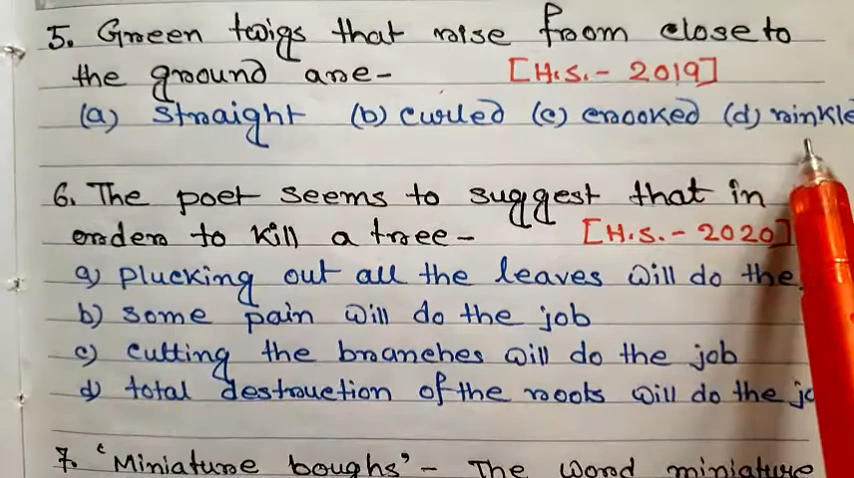 5. Green twigs that rise from close to
the ground are- [H.S.- 2019]
(a) straight (b) curled (c) crooked (d) rinkle
6. The poet seems to suggest that in
order to kill a tree- [H.S.- 2020]
a) plucking out all the leaves will do the
b) some pain will do the job
c) cutting the branches will do the job
d) total destruction of the roots will do the jo
7. 'Miniature boughs'- The word miniature